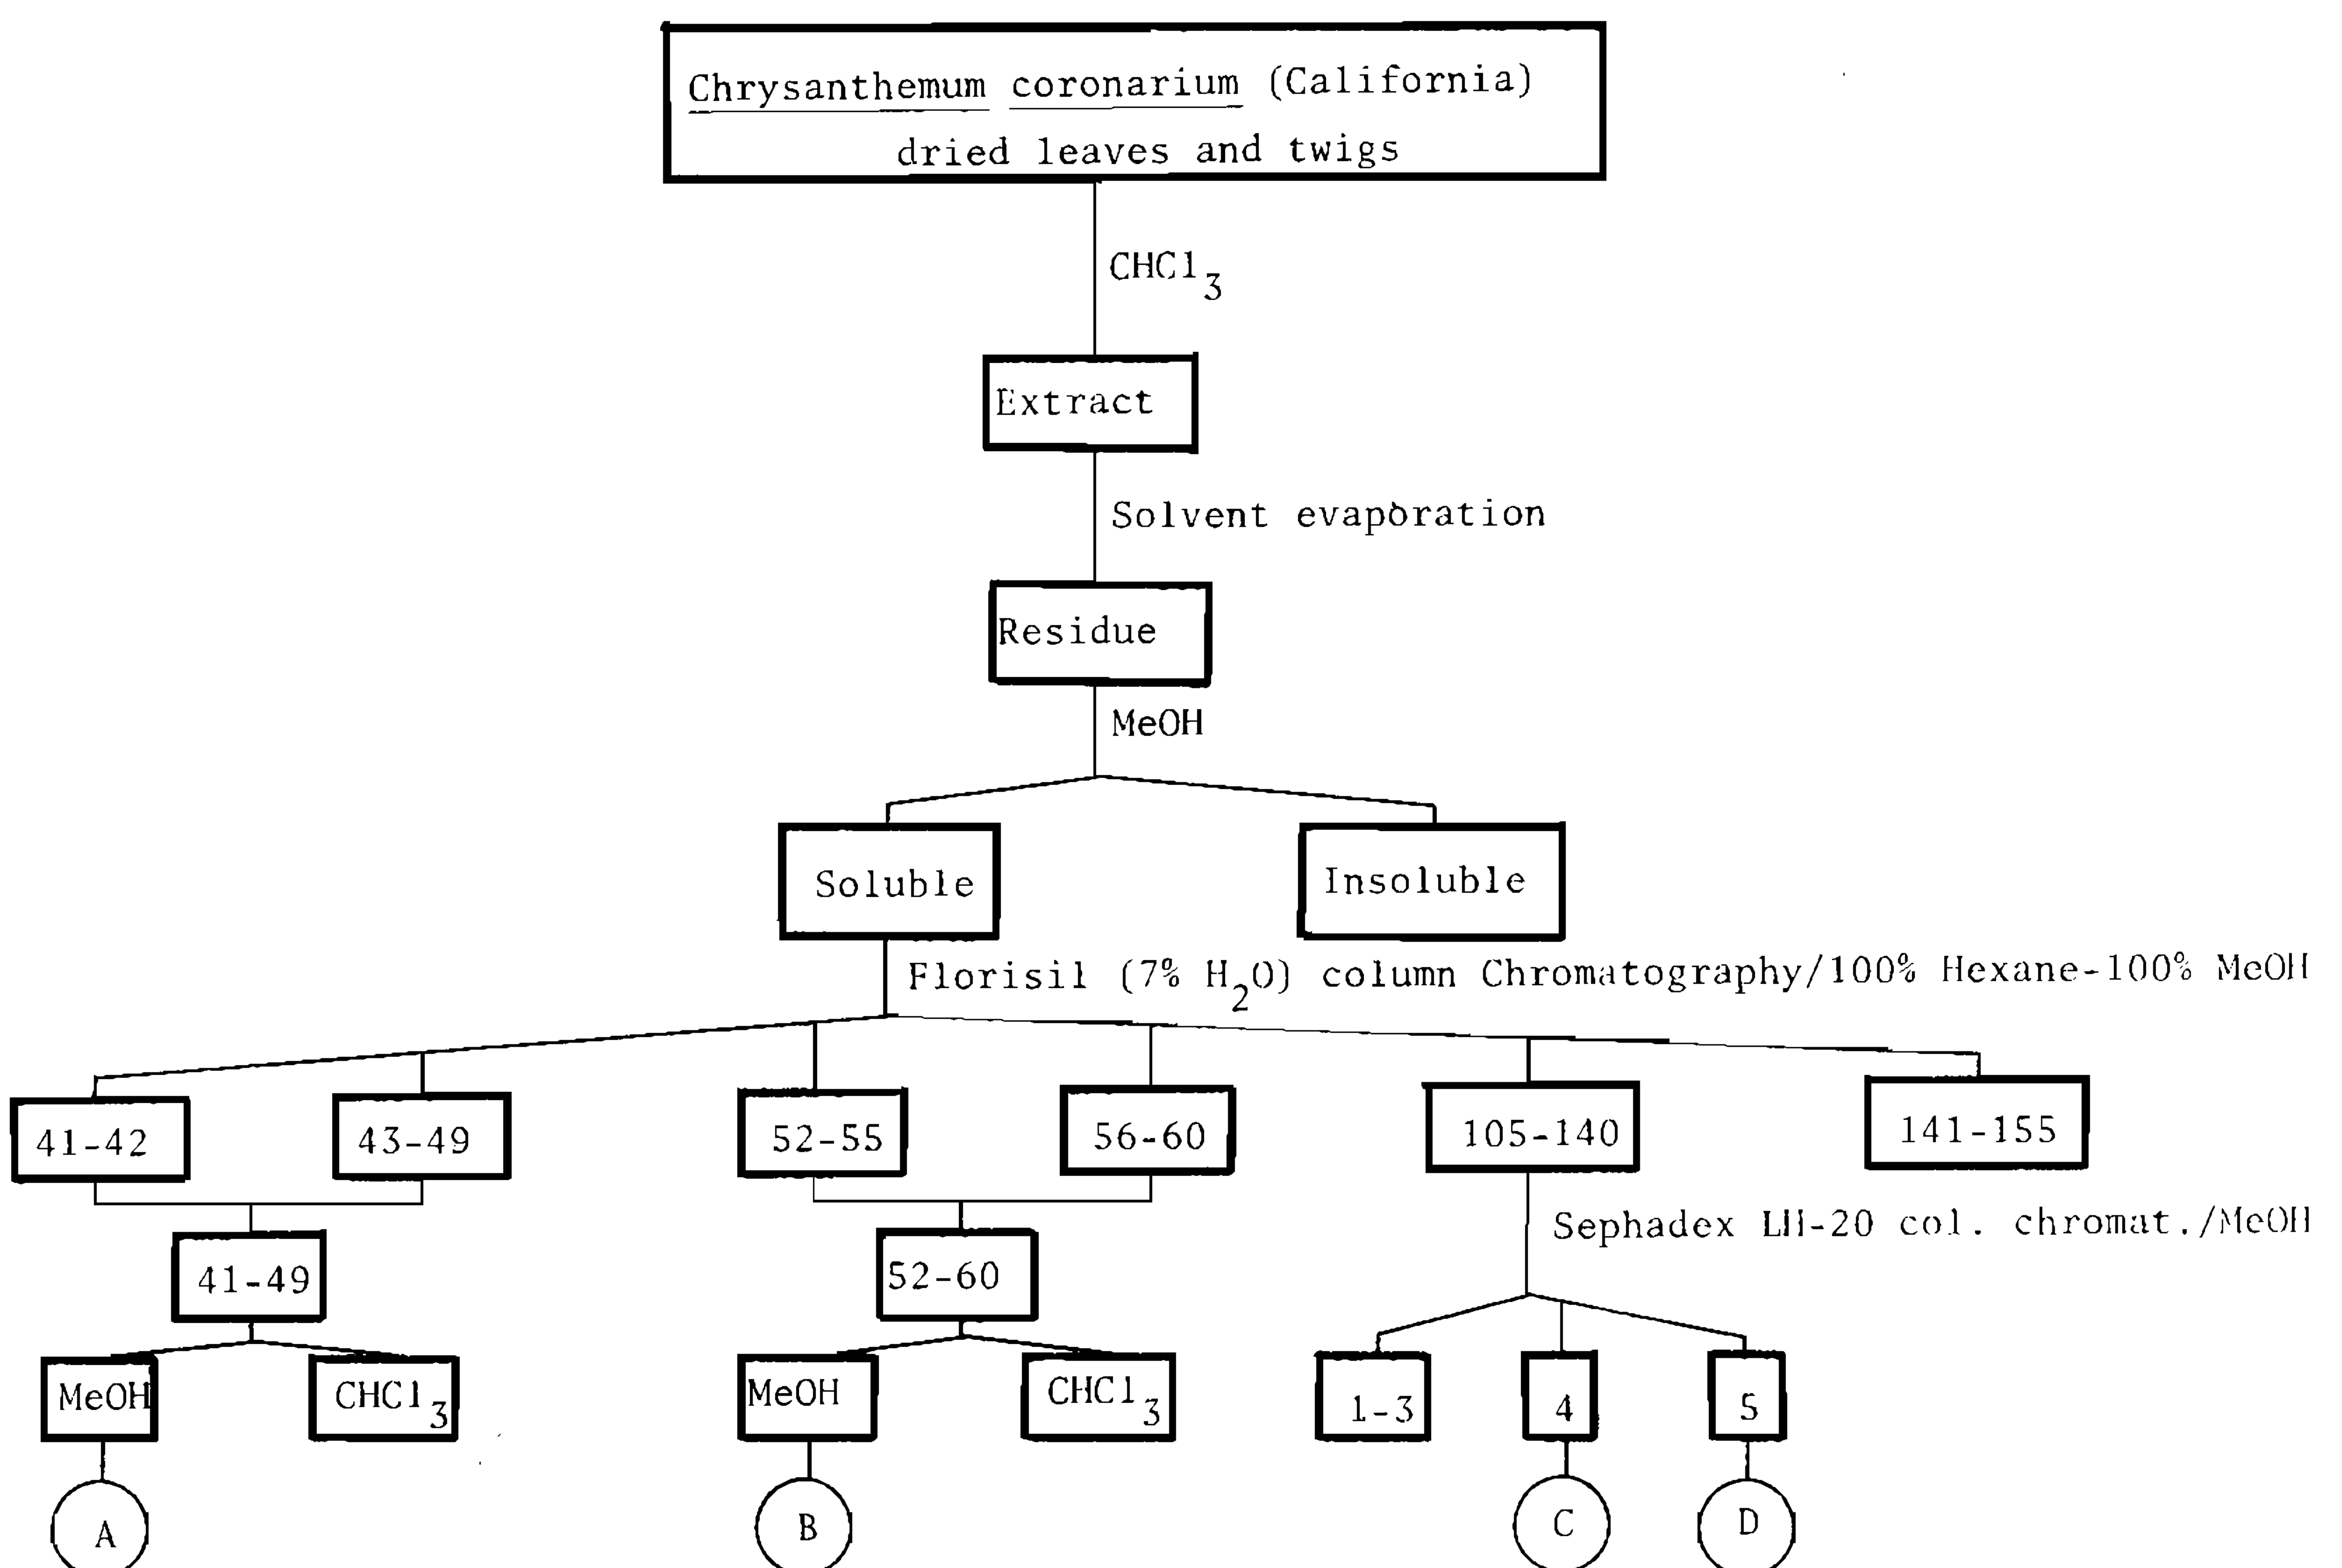 Chrysanthemum coronarium (California)
dried leaves and twigs
CHCl3
Extract
Solvent evaporation
Residue
MeOH
Soluble
Insoluble
Florisil (7% H2O) column Chromatography/100% Hexane-100% MeOH
41-42
43-49
52-55
56-60
105-140
141-155
Sephadex LH-20 col. chromat./MeOH
41-49
52-60
MeOH
CHCl3
MeOH
CHCl3
1-3
4
5
A
B
C
D